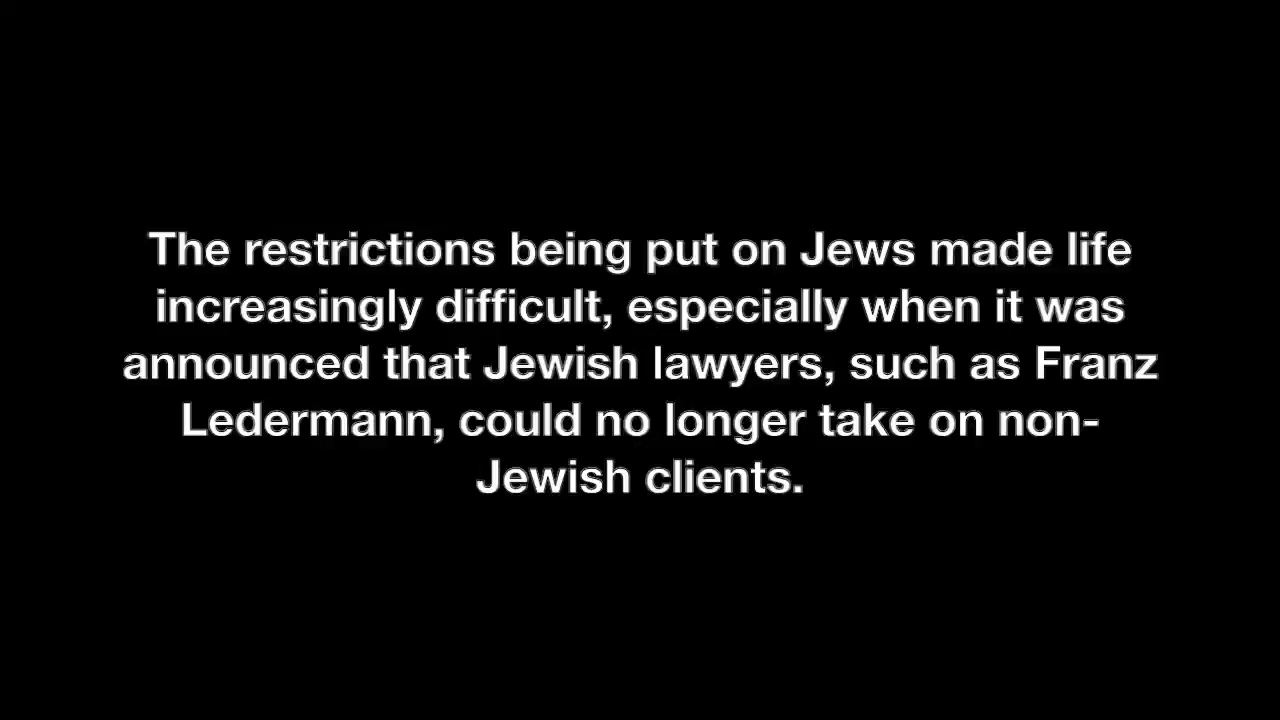 The restrictions being put on Jews made life
increasingly difficult, especially when it was
announced that Jewish lawyers, such as Franz
Ledermann, could no longer take on non-
Jewish clients.